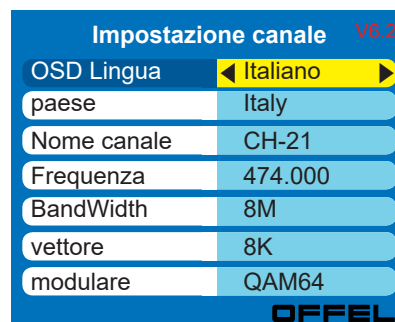 Impostazione canale V6.2
OSD Lingua Italiano
paese Italy
Nome canale CH-21
Frequenza 474.000
BandWidth 8M
vettore 8K
modulare QAM64
OFFEL